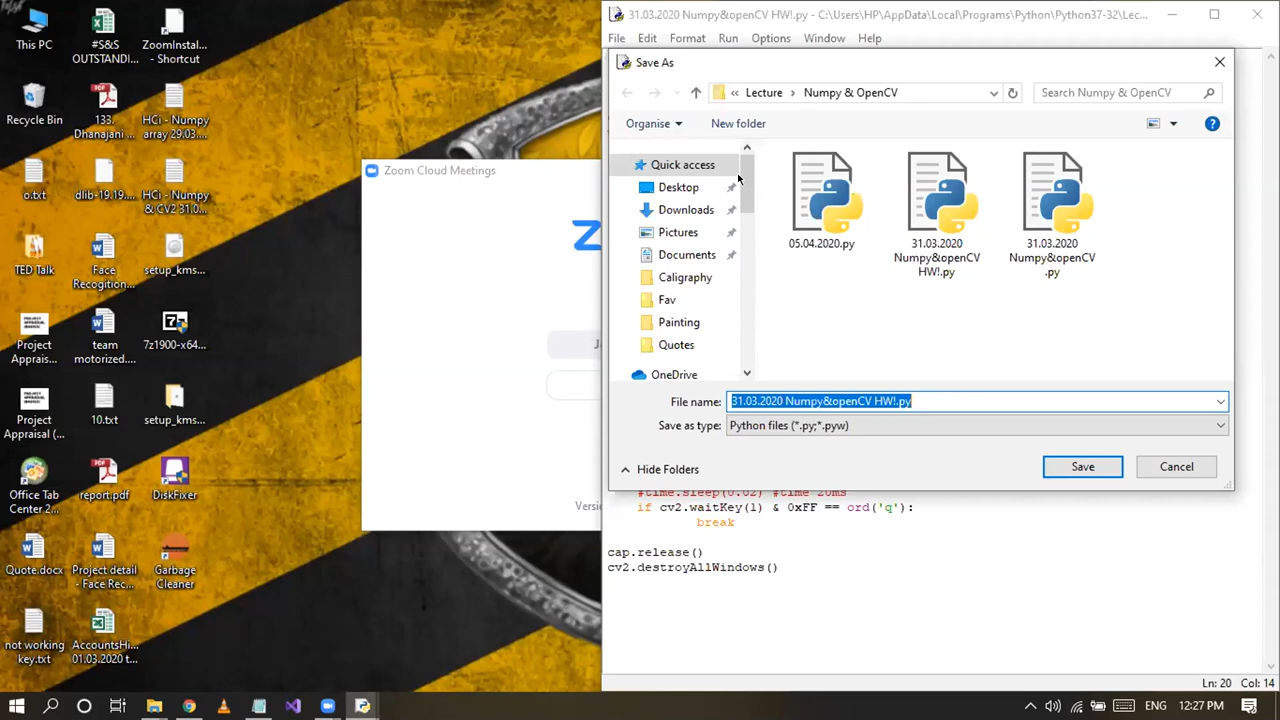 This PC
#S&S
OUTSTANDI...
ZoomInstal...
- Shortcut
Recycle Bin
133.
Dhanajani ...
HCi - Numpy
array 29.03....
o.txt
dlib-19.19....
HCi - Numpy
& CV2 31.0...
TED Talk
Face
Recogition...
setup_kms...
Project
Apprais...
team
motorized...
7z1900-x64...
Project
Appraisal (...
10.txt
setup_kms...
Office Tab
Center 2...
report.pdf
DiskFixer
Quote.docx
Project detail
- Face Rec...
Garbage
Cleaner
not working
key.txt
AccountsHi...
01.03.2020 t...
Zoom Cloud Meetings
Versio
31.03.2020 Numpy&openCV HW!.py - C:\Users\HP\AppData\Local\Programs\Python\Python37-32\Lec...
File Edit Format Run Options Window Help
Save As
« Lecture › Numpy & OpenCV
Search Numpy & OpenCV
Organise New folder
Quick access
Desktop
Downloads
Pictures
Documents
Caligraphy
Fav
Painting
Quotes
OneDrive
05.04.2020.py
31.03.2020
Numpy&openCV
HW!.py
31.03.2020
Numpy&openCV
.py
File name: 31.03.2020 Numpy&openCV HW!.py
Save as type: Python files (*.py;*.pyw)
Hide Folders
Save
Cancel
#time.sleep(0.02) #time 20ms
if cv2.waitKey(1) & 0xFF == ord('q'):
break
cap.release()
cv2.destroyAllWindows()
Ln: 20 Col: 14
ENG 12:27 PM